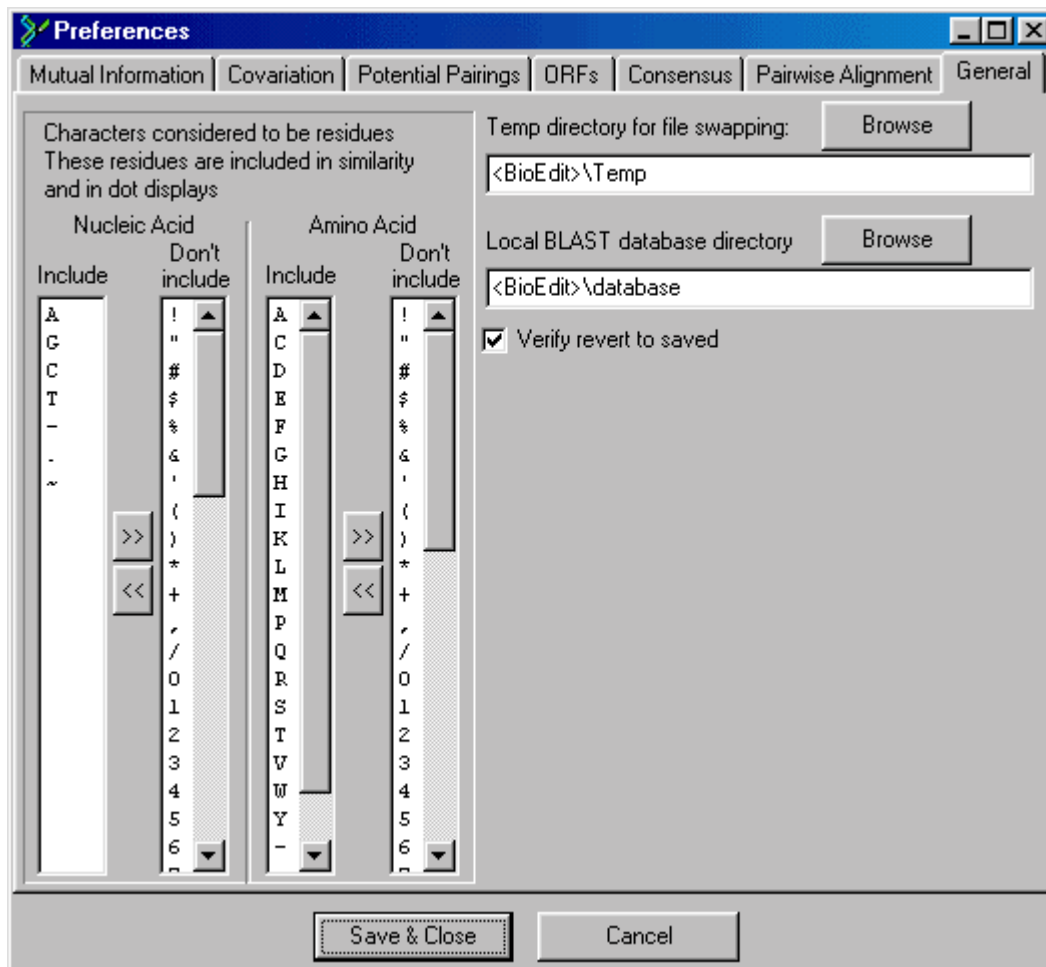 Preferences
Mutual Information Covariation Potential Pairings ORFs Consensus Pairwise Alignment General
Characters considered to be residues
These residues are included in similarity
and in dot displays
Nucleic Acid
Include
A
G
C
T
-
.
~
>>
<<
Don't
include
!
"
#
$
%
&
'
(
)
*
+
,
/
0
1
2
3
4
5
6
Amino Acid
Include
A
C
D
E
F
G
H
I
K
L
M
P
Q
R
S
T
V
W
Y
-
>>
<<
Don't
include
!
"
#
$
%
&
'
(
)
*
+
,
/
0
1
2
3
4
5
6
Temp directory for file swapping: Browse
<BioEdit>\Temp
Local BLAST database directory Browse
<BioEdit>\database
Verify revert to saved
Save & Close Cancel